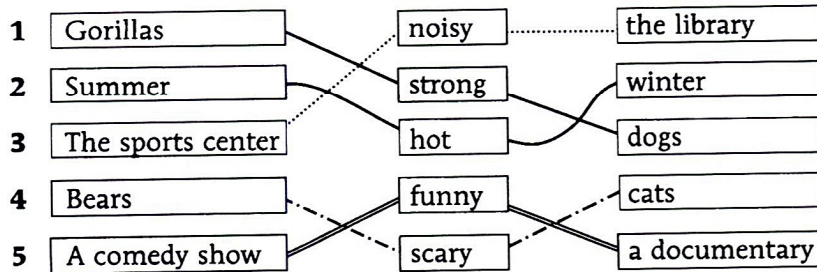 1 Gorillas noisy the library
2 Summer strong winter
3 The sports center hot dogs
4 Bears funny cats
5 A comedy show scary a documentary